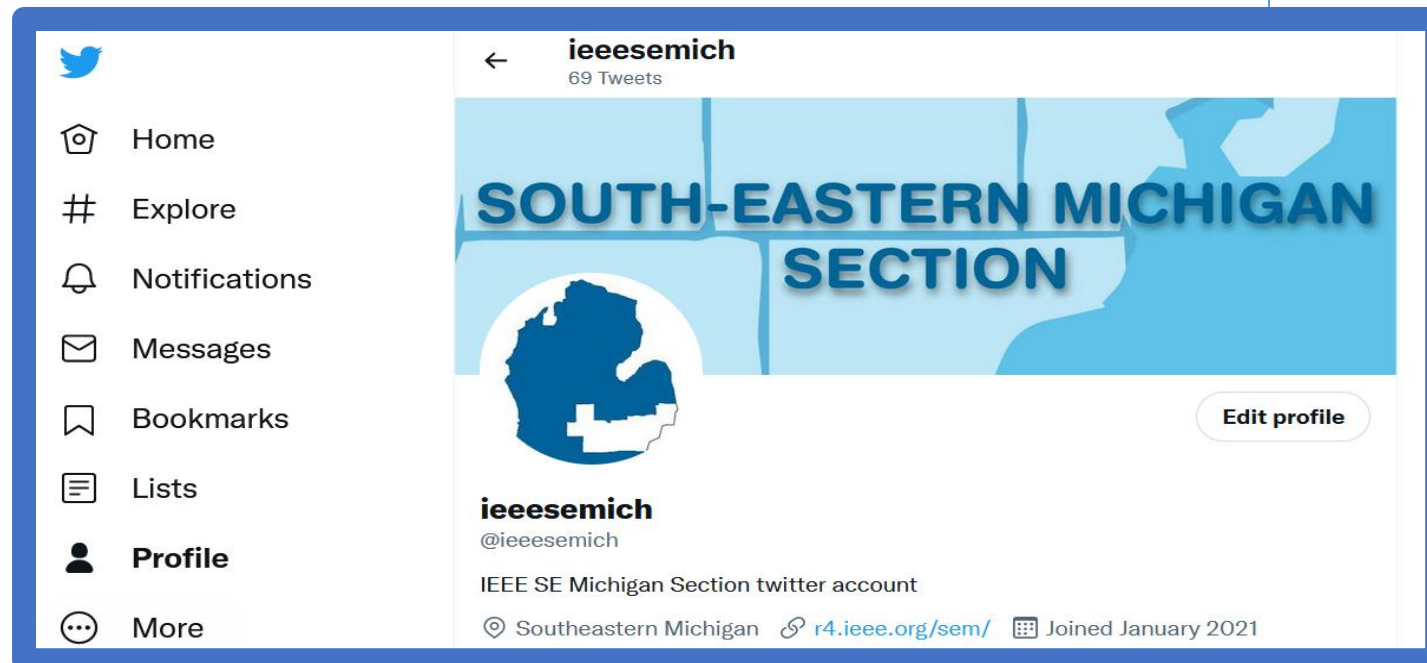 Home
Explore
Notifications
Messages
Bookmarks
Lists
Profile
More
ieeesemich
69 Tweets
SOUTH-EASTERN MICHIGAN
SECTION
Edit profile
ieeesemich
@ieeesemich
IEEE SE Michigan Section twitter account
Southeastern Michigan r4.ieee.org/sem/ Joined January 2021